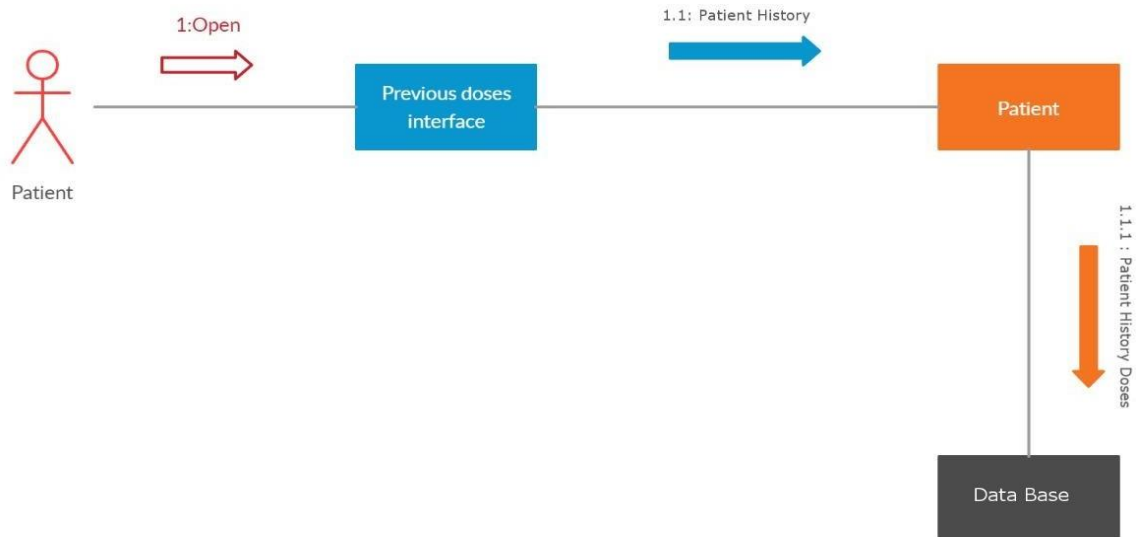 1:Open
1.1: Patient History
Previous doses
interface
Patient
Patient
1.1.1 : Patient History Doses
Data Base